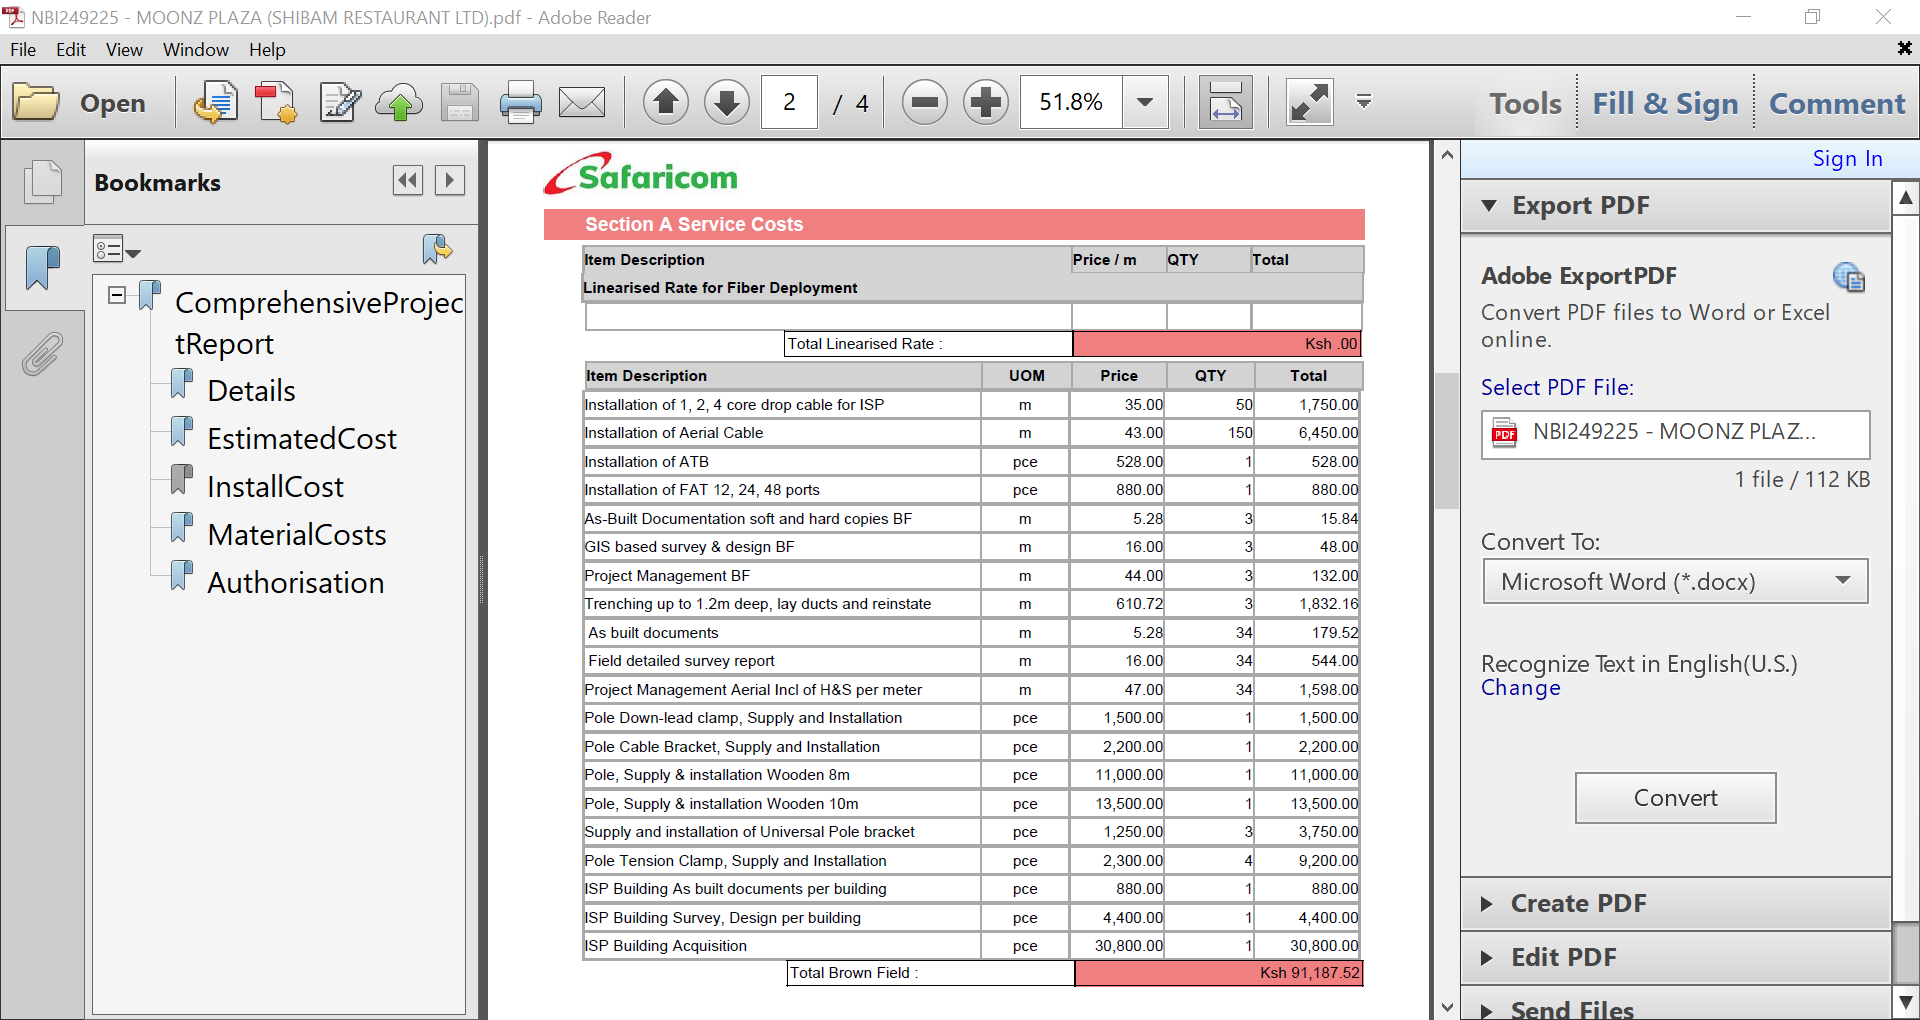 NBI249225 - MOONZ PLAZA (SHIBAM RESTAURANT LTD).pdf - Adobe Reader
File Edit View Window Help
Open 2 / 4 51.8% Tools Fill & Sign Comment
Bookmarks
ComprehensiveProjec
tReport
Details
EstimatedCost
InstallCost
MaterialCosts
Authorisation
Safaricom
Section A Service Costs
Item Description Price / m QTY Total
Linearised Rate for Fiber Deployment
Total Linearised Rate : Ksh .00
Item Description UOM Price QTY Total
Installation of 1, 2, 4 core drop cable for ISP m 35.00 50 1,750.00
Installation of Aerial Cable m 43.00 150 6,450.00
Installation of ATB pce 528.00 1 528.00
Installation of FAT 12, 24, 48 ports pce 880.00 1 880.00
As-Built Documentation soft and hard copies BF m 5.28 3 15.84
GIS based survey & design BF m 16.00 3 48.00
Project Management BF m 44.00 3 132.00
Trenching up to 1.2m deep, lay ducts and reinstate m 610.72 3 1,832.16
As built documents m 5.28 34 179.52
Field detailed survey report m 16.00 34 544.00
Project Management Aerial Incl of H&S per meter m 47.00 34 1,598.00
Pole Down-lead clamp, Supply and Installation pce 1,500.00 1 1,500.00
Pole Cable Bracket, Supply and Installation pce 2,200.00 1 2,200.00
Pole, Supply & installation Wooden 8m pce 11,000.00 1 11,000.00
Pole, Supply & installation Wooden 10m pce 13,500.00 1 13,500.00
Supply and installation of Universal Pole bracket pce 1,250.00 3 3,750.00
Pole Tension Clamp, Supply and Installation pce 2,300.00 4 9,200.00
ISP Building As built documents per building pce 880.00 1 880.00
ISP Building Survey, Design per building pce 4,400.00 1 4,400.00
ISP Building Acquisition pce 30,800.00 1 30,800.00
Total Brown Field : Ksh 91,187.52
Sign In
Export PDF
Adobe ExportPDF
Convert PDF files to Word or Excel
online.
Select PDF File:
PDF NBI249225 - MOONZ PLAZ...
1 file / 112 KB
Convert To:
Microsoft Word (*.docx)
Recognize Text in English(U.S.)
Change
Convert
Create PDF
Edit PDF
Send Files